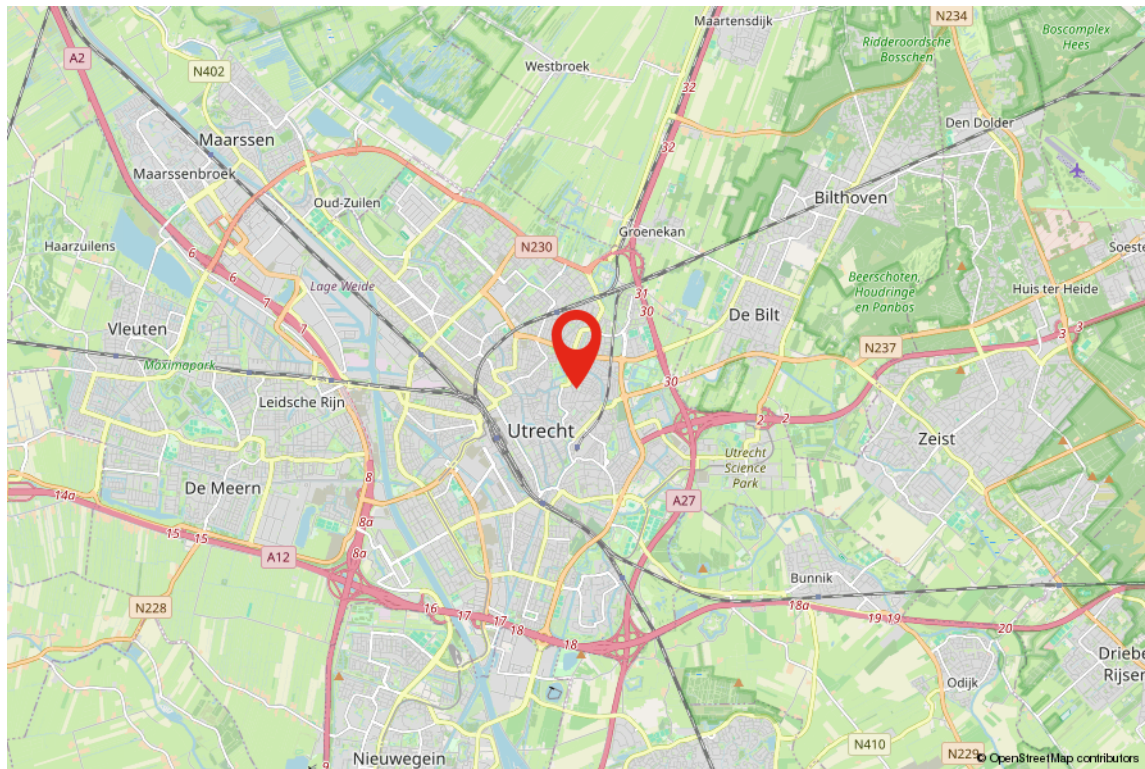 Maartensdijk
N234
Boscomplex
Hees
Ridderoordsche
Bosschen
A2
N402
Westbroek
32
Den Dolder
Maarssen
32
Maarssenbroek
Bilthoven
Oud-Zuilen
Groenekan
Haarzuilens
N230
Soeste
6
6
Lage Weide
Beerschoten,
Houdringe
en Panbos
Huis ter Heide
31
30
7
7
De Bilt
Vleuten
3
3
N237
Máximapark
30
Leidsche Rijn
2
2
Utrecht
Zeist
Utrecht
Science
Park
8
De Meern
14a
A27
8a
15
15
A12
8a
Bunnik
N228
16
17
17
18
18
18a
19
19
20
Driebe
Rijsen
Odijk
N410
N229
Nieuwegein
9
© OpenStreetMap contributors